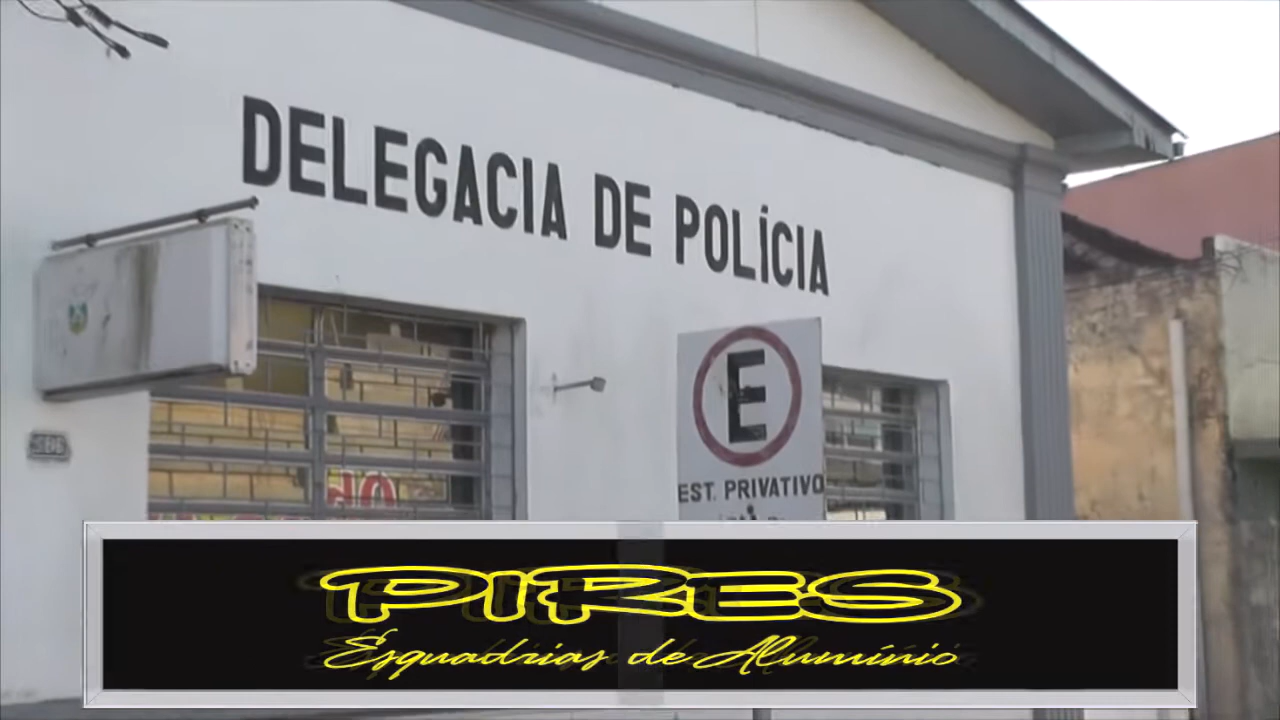 DELEGACIA DE POLÍCIA
E
EST. PRIVATIVO
PIRES
Esquadrias de Alumínio